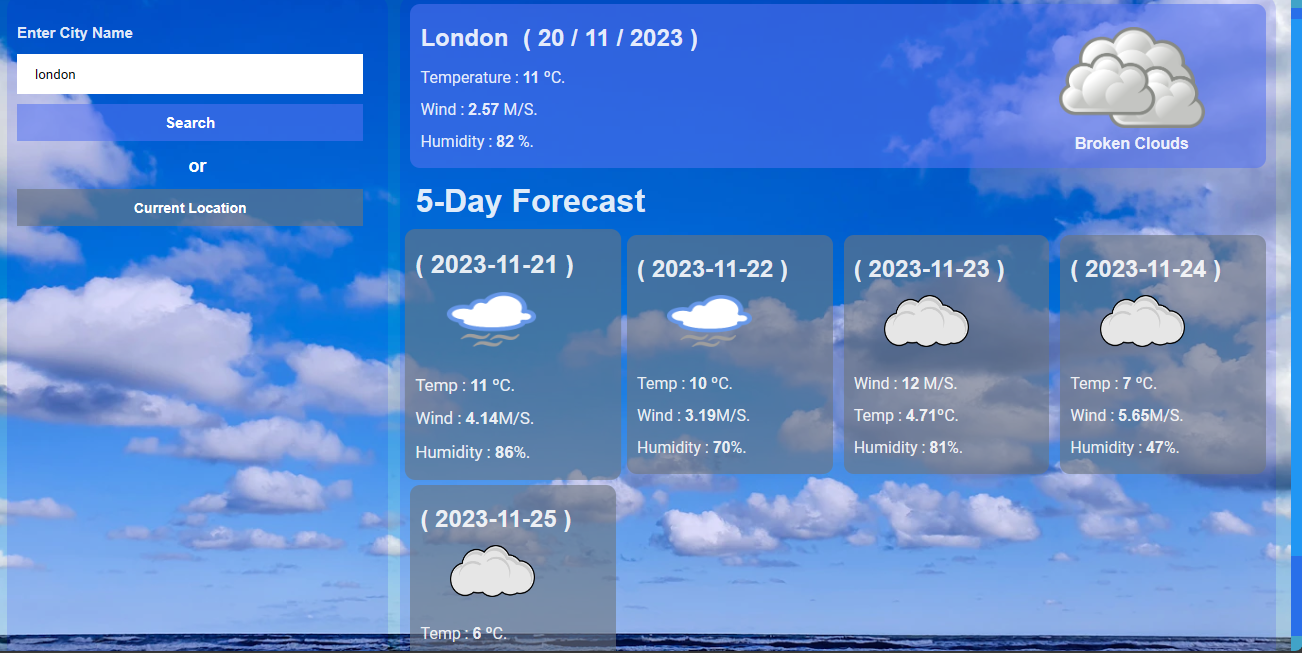 Enter City Name
london
Search
or
Current Location
London ( 20 / 11 / 2023 )
Temperature : 11 ºC.
Wind : 2.57 M/S.
Humidity : 82 %.
Broken Clouds
5-Day Forecast
( 2023-11-21 )
Temp : 11 ºC.
Wind : 4.14M/S.
Humidity : 86%.
( 2023-11-22 )
Temp : 10 ºC.
Wind : 3.19M/S.
Humidity : 70%.
( 2023-11-23 )
Wind : 12 M/S.
Temp : 4.71ºC.
Humidity : 81%.
( 2023-11-24 )
Temp : 7 ºC.
Wind : 5.65M/S.
Humidity : 47%.
( 2023-11-25 )
Temp : 6 ºC.